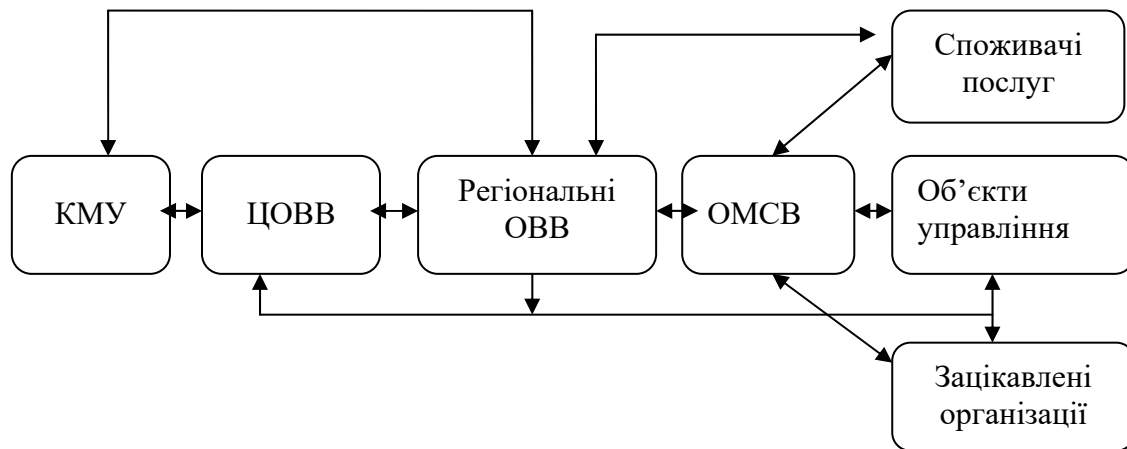 Споживачі
послуг
КМУ
ЦОВВ
Регіональні
ОВВ
ОМСВ
Об’єкти
управління
Зацікавлені
організації